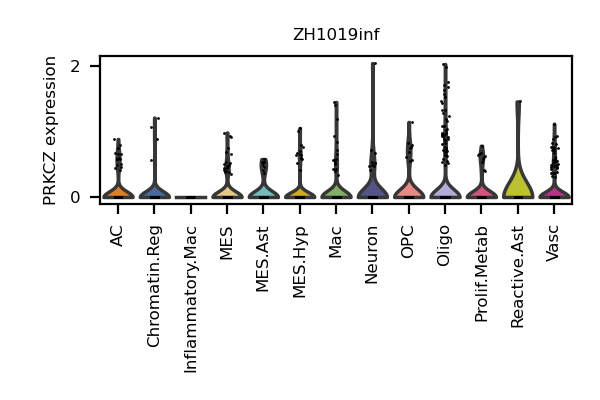 ZH1019inf
PRKCZ expression
2
0
AC
Chromatin.Reg
Inflammatory.Mac
MES
MES.Ast
MES.Hyp
Mac
Neuron
OPC
Oligo
Prolif.Metab
Reactive.Ast
Vasc